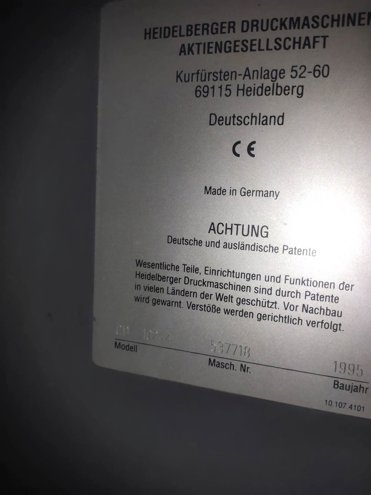 HEIDELBERGER DRUCKMASCHINEN
AKTIENGESELLSCHAFT
Kurfürsten-Anlage 52-60
69115 Heidelberg
Deutschland
CE
Made in Germany
ACHTUNG
Deutsche und ausländische Patente
Wesentliche Teile, Einrichtungen und Funktionen der
Heidelberger Druckmaschinen sind durch Patente
in vielen Ländern der Welt geschützt. Vor Nachbau
wird gewarnt. Verstöße werden gerichtlich verfolgt.
537718 1995
Modell Masch. Nr. Baujahr
10.107.4101